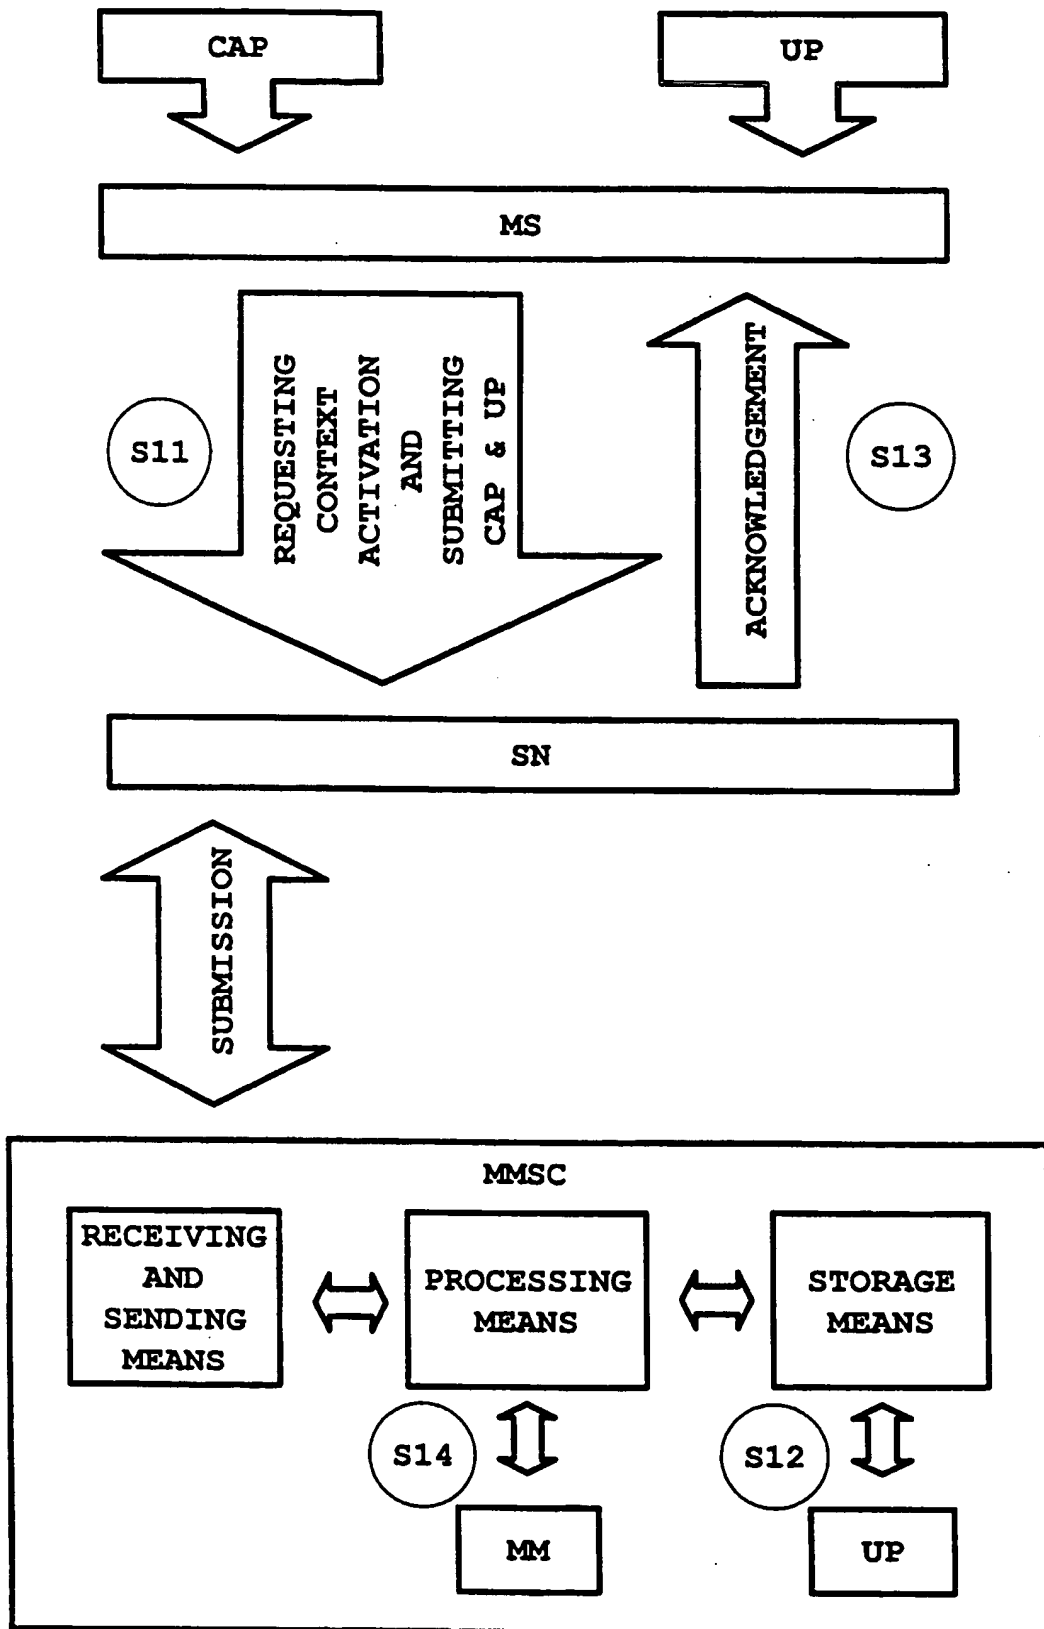 CAP
UP
MS
S11
REQUESTING
CONTEXT
ACTIVATION
AND
SUBMITTING
CAP & UP
ACKNOWLEDGEMENT
S13
SN
SUBMISSION
MMSC
RECEIVING
AND
SENDING
MEANS
PROCESSING
MEANS
STORAGE
MEANS
S14
S12
MM
UP